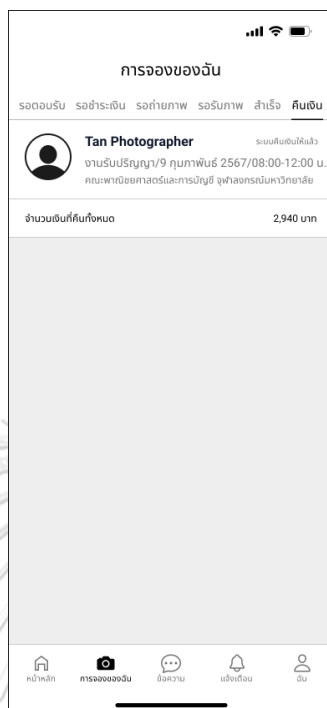 การจองของฉัน
รอตอบรับ รอชำระเงิน รอถ่ายภาพ รอรับภาพ สำเร็จ คืนเงิน
Tan Photographer ระบบคืนเงินให้แล้ว
งานรับปริญญา/9 กุมภาพันธ์ 2567/08:00-12:00 น.
คณะพาณิชยศาสตร์และการบัญชี จุฬาลงกรณ์มหาวิทยาลัย
จำนวนเงินที่คืนทั้งหมด 2,940 บาท
หน้าหลัก การจองของฉัน ข้อความ แจ้งเตือน ฉัน